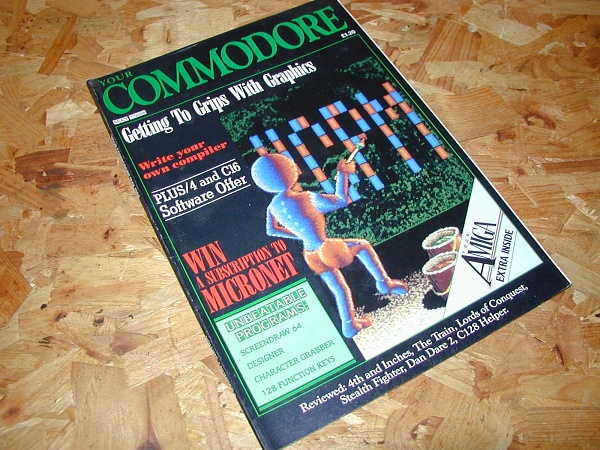 YOUR
COMMODORE
£1.20
Getting To Grips With Graphics
Write your
own compiler
PLUS/4 and C16
Software Offer
WIN
A SUBSCRIPTION TO
MICRONET
UNBEATABLE
PROGRAMS!
SCREENDRAW 64
DESIGNER
CHARACTER GRABBER
128 FUNCTION KEYS
YOUR
AMIGA
EXTRA INSIDE
Reviewed: 4th and Inches, The Train, Lords of Conquest,
Stealth Fighter, Dan Dare 2, C128 Helper.